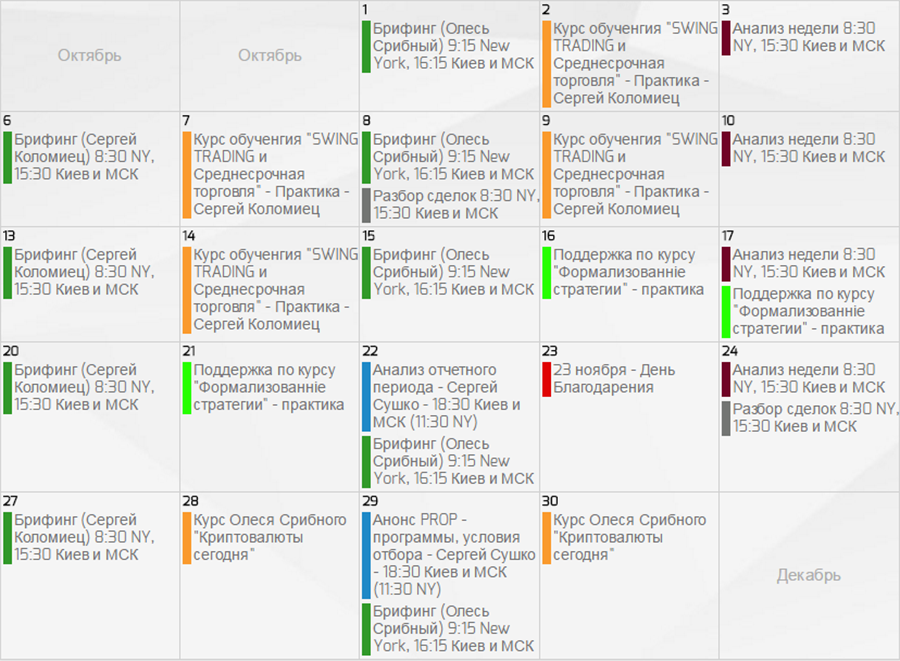 Октябрь
Октябрь
1
Брифинг (Олесь
Срибный) 9:15 New
York, 16:15 Киев и МСК
2
Курс обученгия "SWING
TRADING и
Среднесрочная
торговля" - Практика -
Сергей Коломиец
3
Анализ недели 8:30
NY, 15:30 Киев и МСК
6
Брифинг (Сергей
Коломиец) 8:30 NY,
15:30 Киев и МСК
7
Курс обученгия "SWING
TRADING и
Среднесрочная
торговля" - Практика -
Сергей Коломиец
8
Брифинг (Олесь
Срибный) 9:15 New
York, 16:15 Киев и МСК
Разбор сделок 8:30 NY,
15:30 Киев и МСК
9
Курс обученгия "SWING
TRADING и
Среднесрочная
торговля" - Практика -
Сергей Коломиец
10
Анализ недели 8:30
NY, 15:30 Киев и МСК
13
Брифинг (Сергей
Коломиец) 8:30 NY,
15:30 Киев и МСК
14
Курс обученгия "SWING
TRADING и
Среднесрочная
торговля" - Практика -
Сергей Коломиец
15
Брифинг (Олесь
Срибный) 9:15 New
York, 16:15 Киев и МСК
16
Поддержка по курсу
"Формализованніе
стратегии" - практика
17
Анализ недели 8:30
NY, 15:30 Киев и МСК
Поддержка по курсу
"Формализованніе
стратегии" - практика
20
Брифинг (Сергей
Коломиец) 8:30 NY,
15:30 Киев и МСК
21
Поддержка по курсу
"Формализованніе
стратегии" - практика
22
Анализ отчетного
периода - Сергей
Сушко - 18:30 Киев и
МСК (11:30 NY)
Брифинг (Олесь
Срибный) 9:15 New
York, 16:15 Киев и МСК
23
23 ноября - День
Благодарения
24
Анализ недели 8:30
NY, 15:30 Киев и МСК
Разбор сделок 8:30 NY,
15:30 Киев и МСК
27
Брифинг (Сергей
Коломиец) 8:30 NY,
15:30 Киев и МСК
28
Курс Олеся Срибного
"Криптовалюты
сегодня"
29
Анонс PROP -
программы, условия
отбора - Сергей Сушко
- 18:30 Киев и МСК
(11:30 NY)
Брифинг (Олесь
Срибный) 9:15 New
York, 16:15 Киев и МСК
30
Курс Олеся Срибного
"Криптовалюты
сегодня"
Декабрь